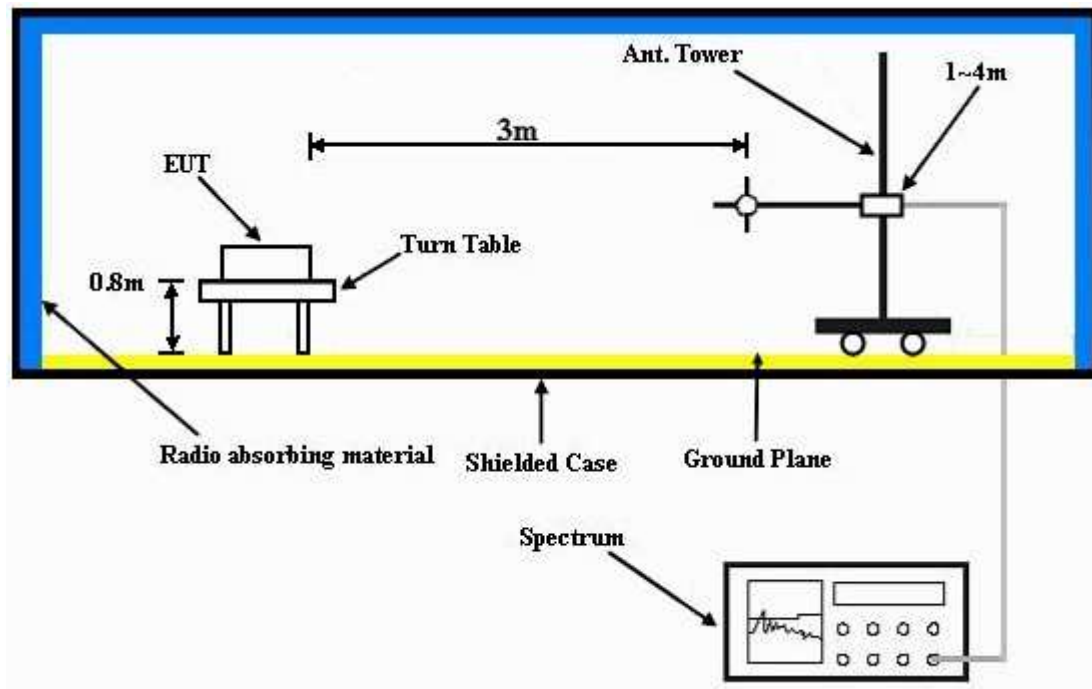 Ant. Tower
1~4m
3m
EUT
Turn Table
0.8m
Radio absorbing material
Shielded Case
Ground Plane
Spectrum